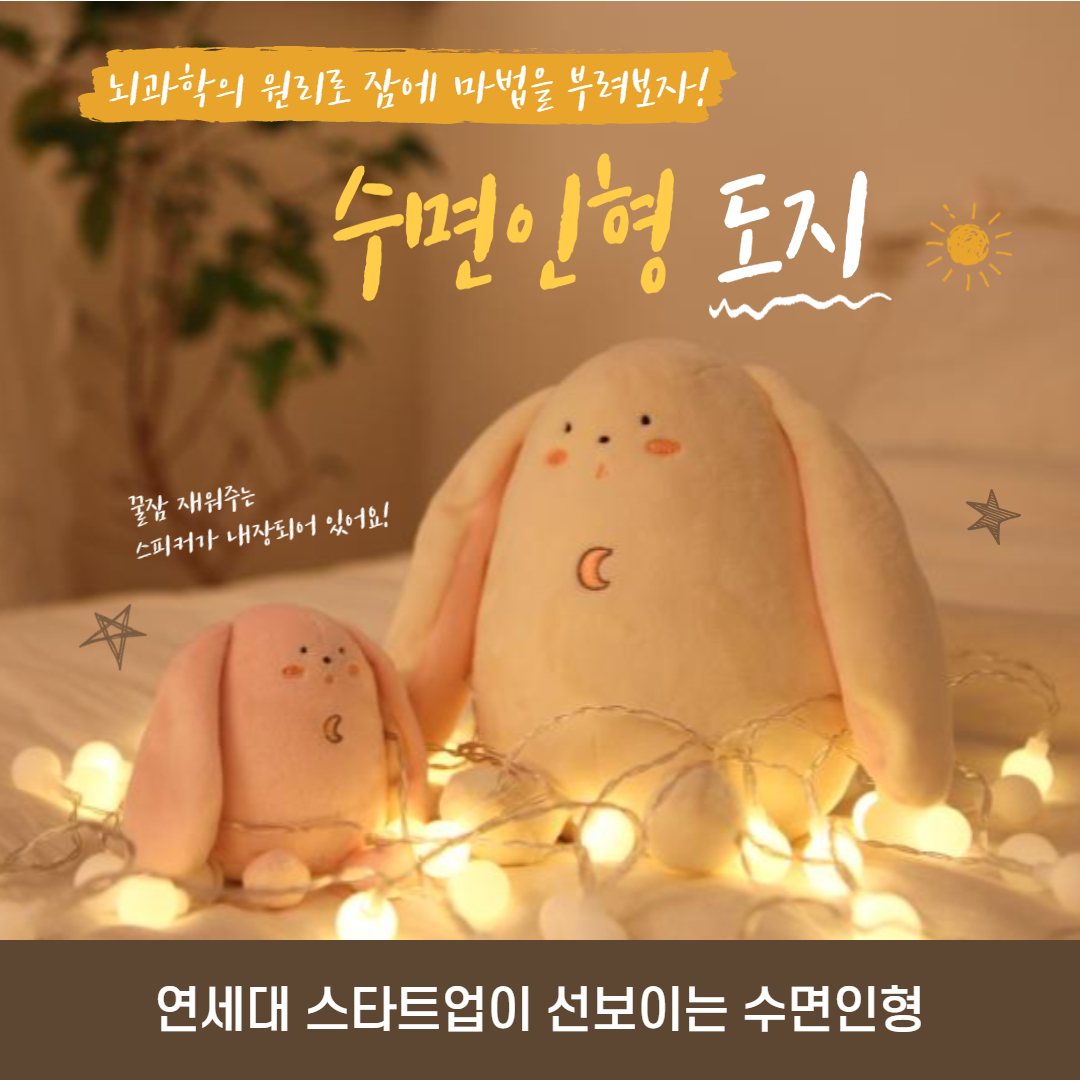 뇌과학의 원리로 잠에 마법을 부려보자!
수면인형 도지
꿀잠 재워주는
스피커가 내장되어 있어요!
연세대 스타트업이 선보이는 수면인형